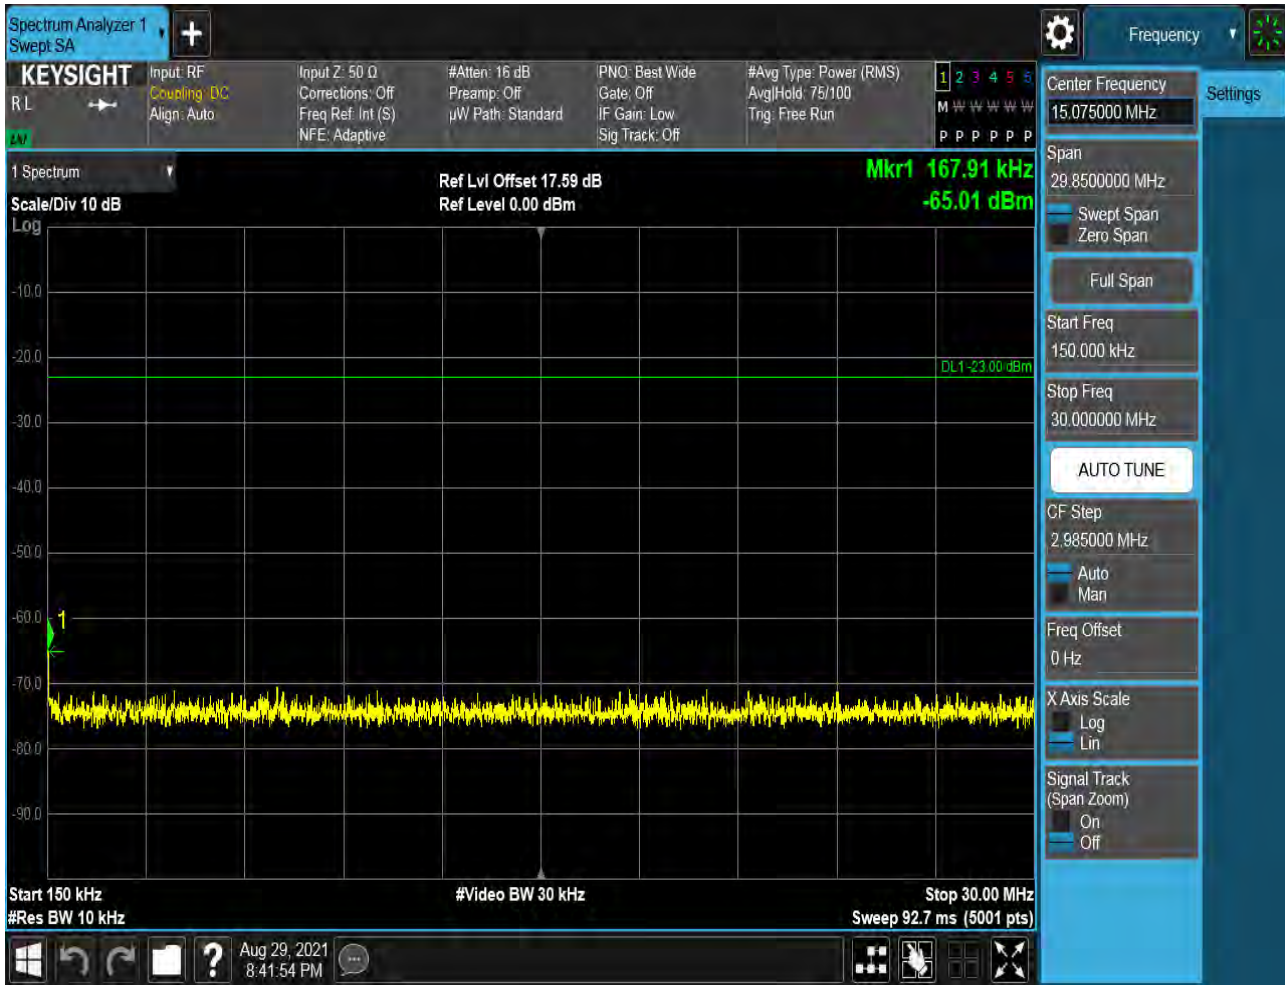 Spectrum Analyzer 1
Swept SA
Frequency
KEYSIGHT
R L
LNI
Input: RF
Coupling: DC
Align: Auto
Input Z: 50 Ω
Corrections: Off
Freq Ref: Int (S)
NFE: Adaptive
#Atten: 16 dB
Preamp: Off
µW Path: Standard
PNO: Best Wide
Gate: Off
IF Gain: Low
Sig Track: Off
#Avg Type: Power (RMS)
Avg|Hold: 75/100
Trig: Free Run
1 2 3 4 5 6
M W W W W W
P P P P P P
1 Spectrum
Scale/Div 10 dB
Ref Lvl Offset 17.59 dB
Ref Level 0.00 dBm
Mkr1 167.91 kHz
-65.01 dBm
Log
-10.0
-20.0
DL1 -23.00 dBm
-30.0
-40.0
-50.0
-60.0
1
-70.0
-80.0
-90.0
Start 150 kHz
#Res BW 10 kHz
#Video BW 30 kHz
Stop 30.00 MHz
Sweep 92.7 ms (5001 pts)
Center Frequency
15.075000 MHz
Settings
Span
29.8500000 MHz
Swept Span
Zero Span
Full Span
Start Freq
150.000 kHz
Stop Freq
30.000000 MHz
AUTO TUNE
CF Step
2.985000 MHz
Auto
Man
Freq Offset
0 Hz
X Axis Scale
Log
Lin
Signal Track
(Span Zoom)
On
Off
?
Aug 29, 2021
8:41:54 PM